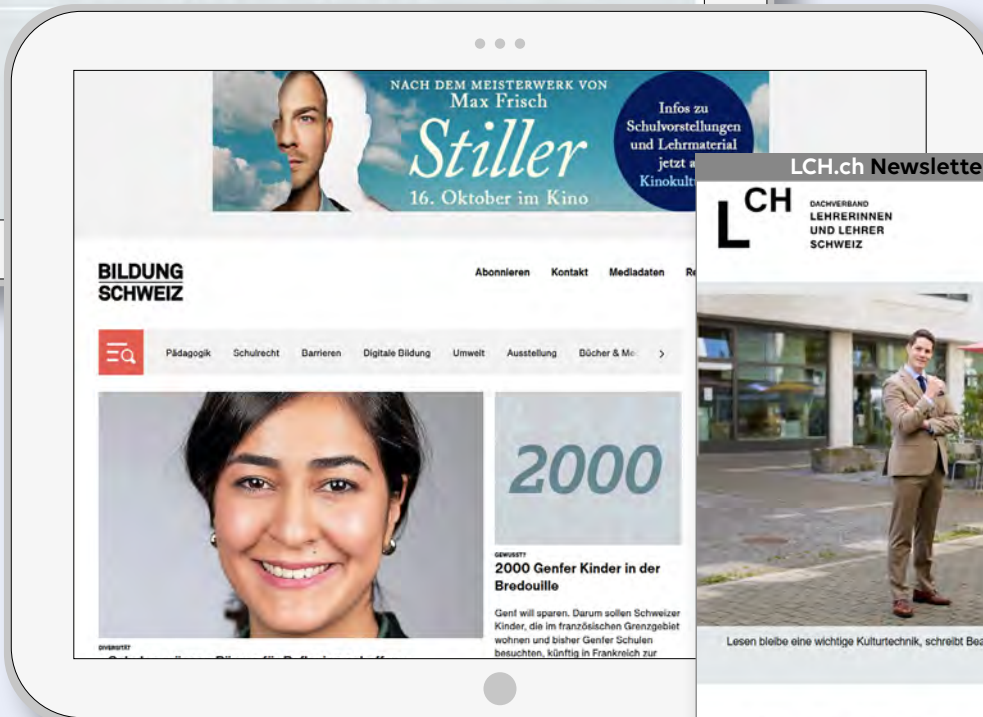 NACH DEM MEISTERWERK VON
Max Frisch
Stiller
16. Oktober im Kino
Infos zu
Schulvorstellungen
und Lehrmaterial
jetzt
BILDUNG
SCHWEIZ
Abonnieren Kontakt Mediadaten
Pädagogik Schulrecht Barrieren Digitale Bildung Umwelt Ausstellung Bücher &
DIVERSITÄT
2000
GEWUSST?
2000 Genfer Kinder in der
Bredouille
Genf will sparen. Darum sollen Schweizer
Kinder, die im französischen Grenzgebiet
wohnen und bisher Genfer Schulen
besuchten, künftig in Frankreich zur
LCH.ch Newslette
LCH
DACHVERBAND
LEHRERINNEN
UND LEHRER
SCHWEIZ
Lesen bleibe eine wichtige Kulturtechnik, schreibt